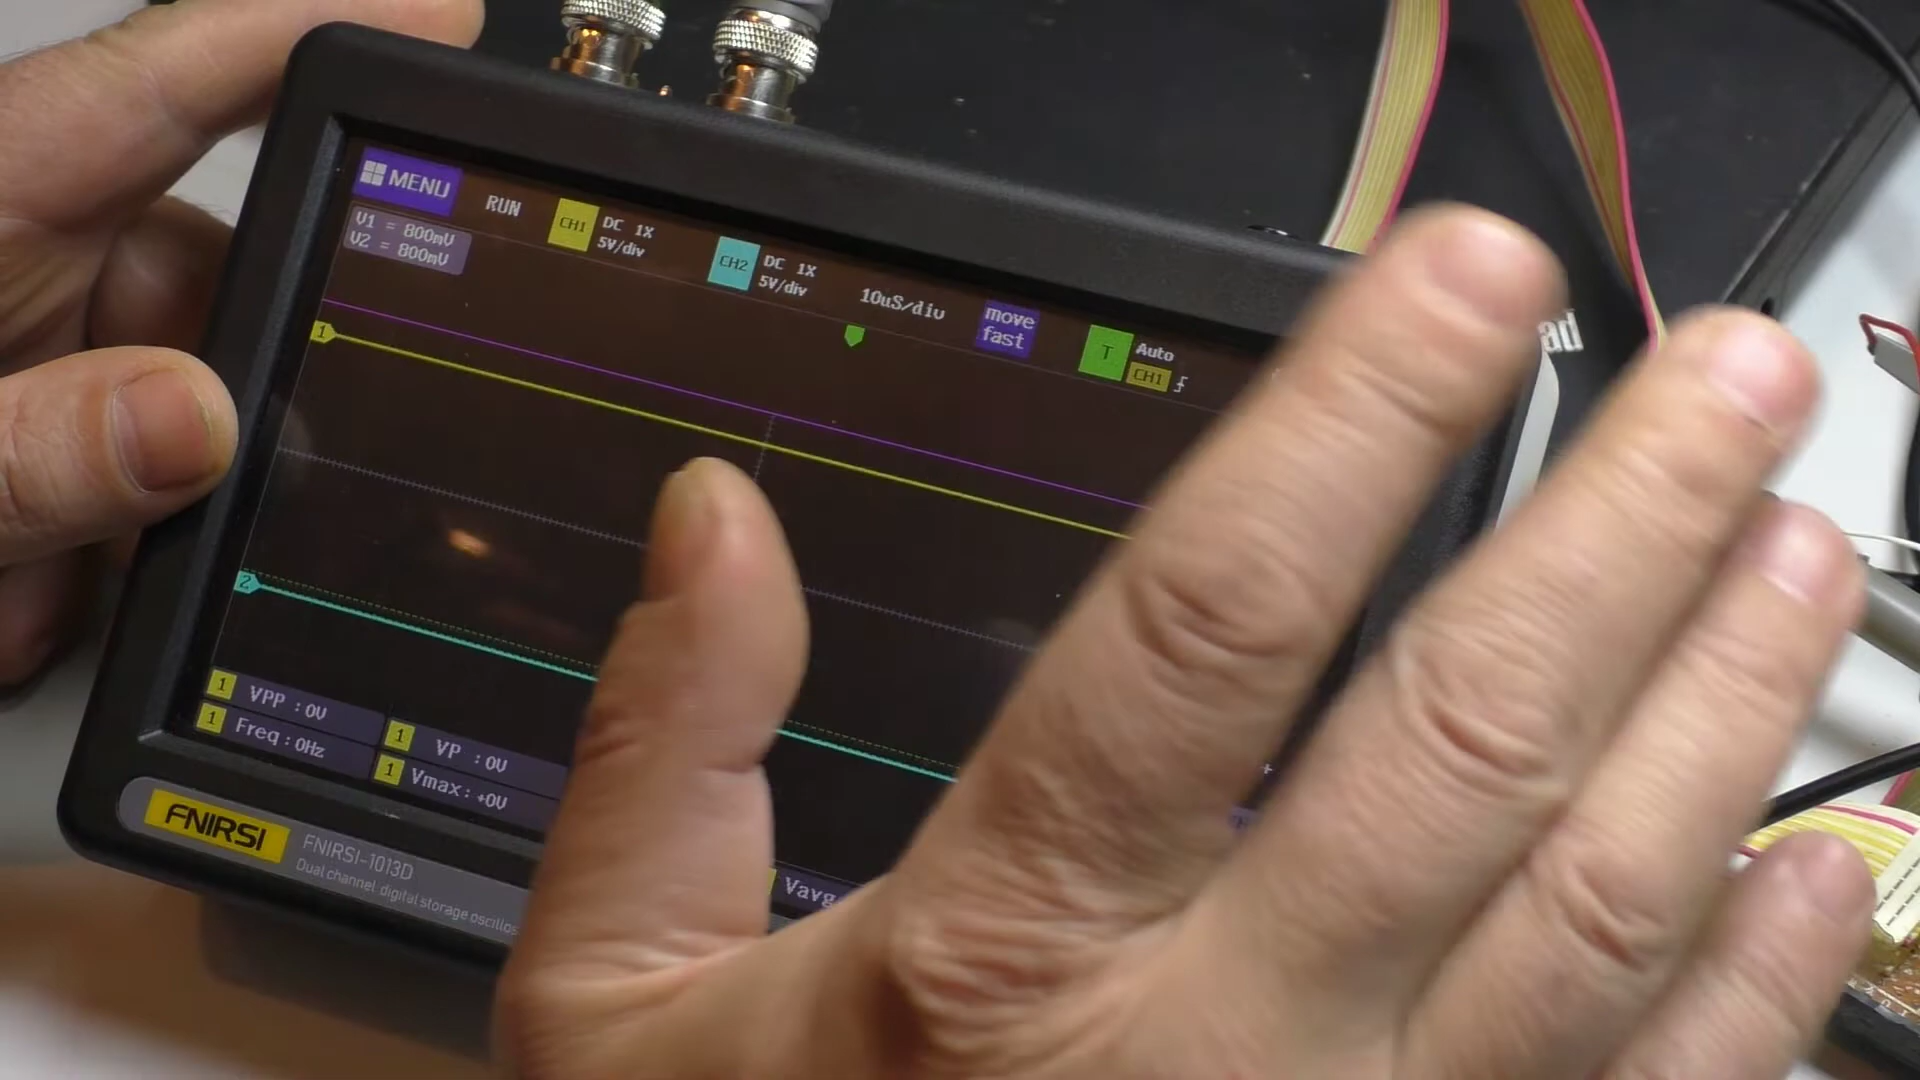 MENU
RUN
CH1
DC 1X
5V/div
CH2
DC 1X
5V/div
10uS/div
move
fast
T
Auto
CH1
V1 = 800mV
V2 = 800mV
1
2
1 VPP :0V
1 Freq:0Hz
1 VP :0V
1 Vmax:+0V
Vavg
FNIRSI
FNIRSI-1013D
Dual channel digital storage oscillos
ad